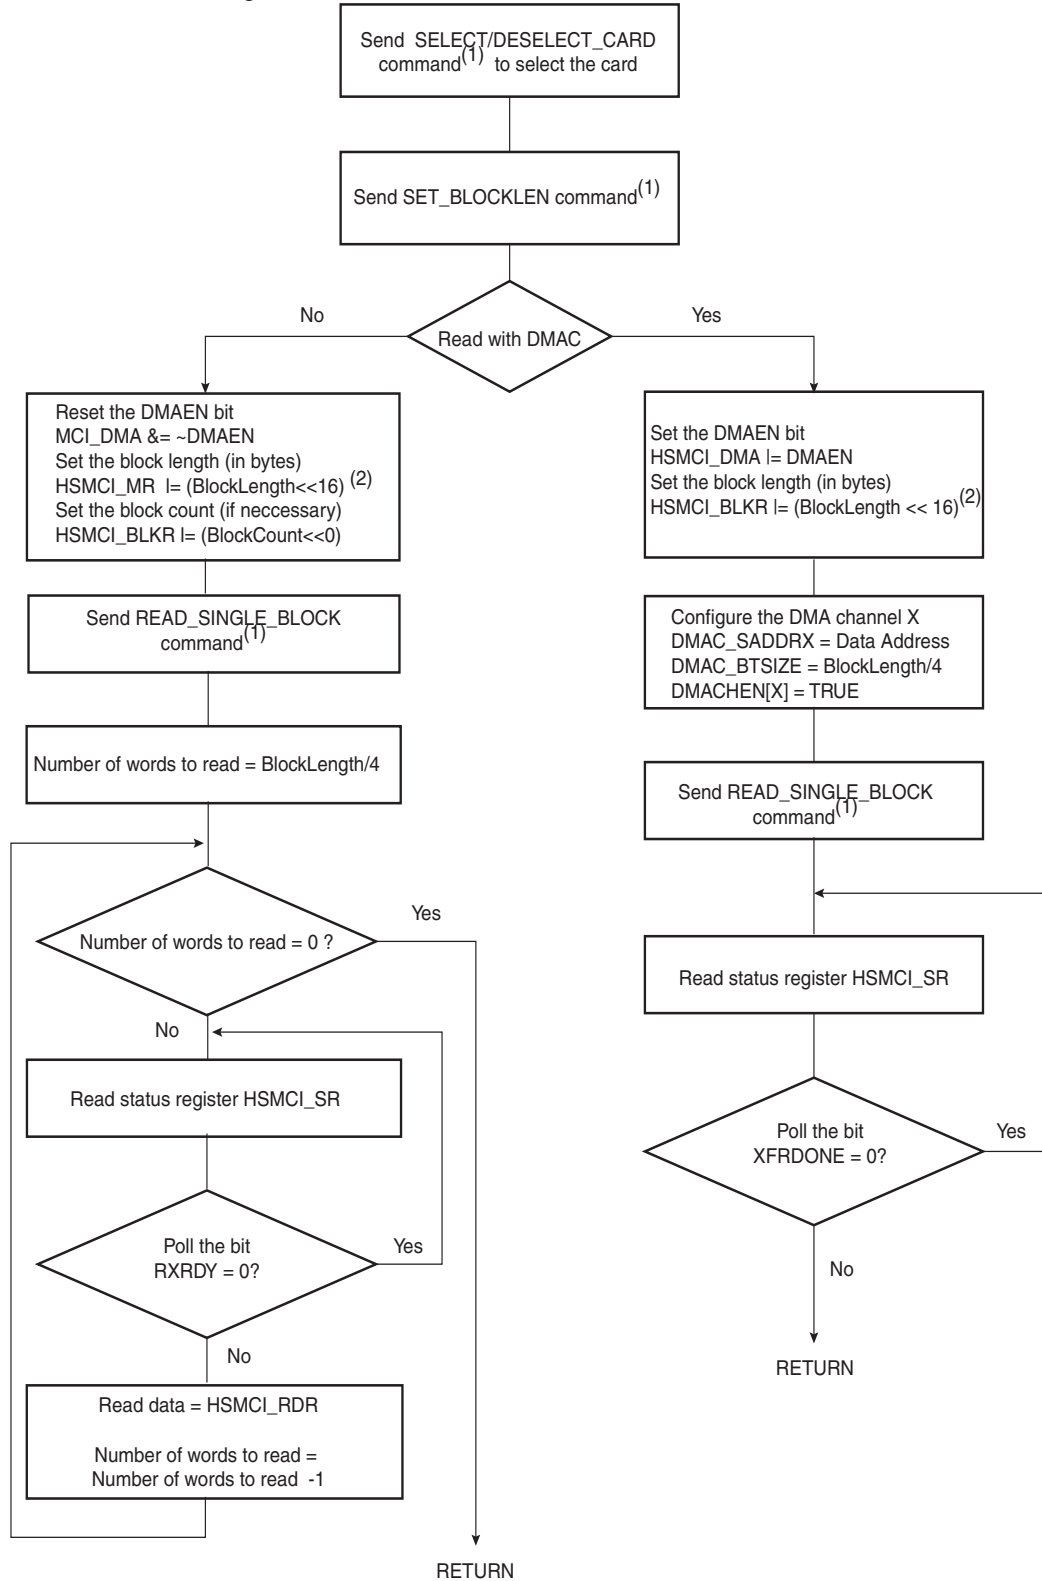 Send SELECT/DESELECT_CARD
command(1) to select the card
Send SET_BLOCKLEN command(1)
No
Yes
Read with DMAC
Reset the DMAEN bit
MCI_DMA &= ~DMAEN
Set the block length (in bytes)
HSMCI_MR |= (BlockLength<<16) (2)
Set the block count (if neccessary)
HSMCI_BLKR |= (BlockCount<<0)
Send READ_SINGLE_BLOCK
command(1)
Number of words to read = BlockLength/4
Number of words to read = 0 ?
Yes
No
Read status register HSMCI_SR
Poll the bit
RXRDY = 0?
Yes
No
Read data = HSMCI_RDR
Number of words to read =
Number of words to read -1
RETURN
Set the DMAEN bit
HSMCI_DMA |= DMAEN
Set the block length (in bytes)
HSMCI_BLKR |= (BlockLength << 16)(2)
Configure the DMA channel X
DMAC_SADDRX = Data Address
DMAC_BTSIZE = BlockLength/4
DMACHEN[X] = TRUE
Send READ_SINGLE_BLOCK
command(1)
Read status register HSMCI_SR
Poll the bit
XFRDONE = 0?
Yes
No
RETURN